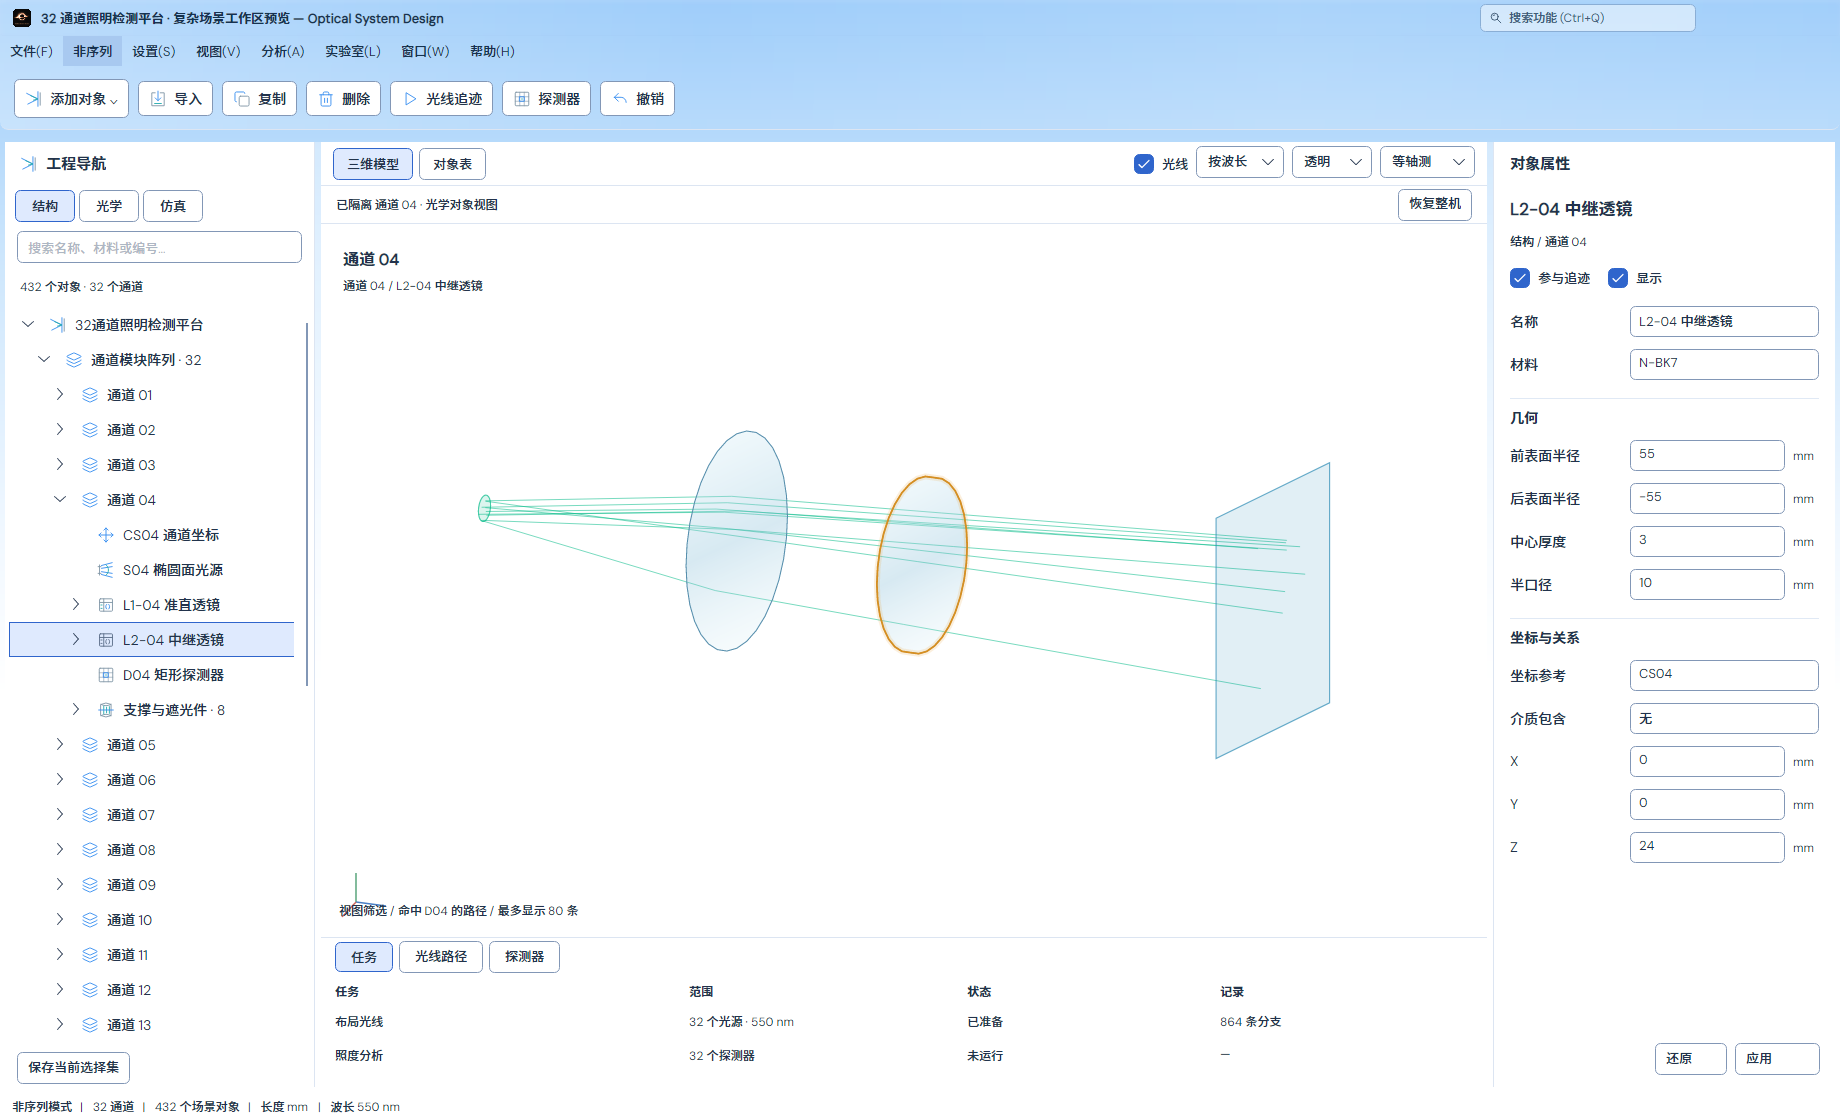 32 通道照明检测平台 · 复杂场景工作区预览 — Optical System Design
搜索功能 (Ctrl+Q)
文件(F) 非序列 设置(S) 视图(V) 分析(A) 实验室(L) 窗口(W) 帮助(H)
添加对象 导入 复制 删除 光线追迹 探测器 撤销
工程导航
结构 光学 仿真
搜索名称、材料或编号...
432 个对象 · 32 个通道
32通道照明检测平台
通道模块阵列 · 32
通道 01
通道 02
通道 03
通道 04
CS04 通道坐标
S04 椭圆面光源
L1-04 准直透镜
L2-04 中继透镜
D04 矩形探测器
支撑与遮光件 · 8
通道 05
通道 06
通道 07
通道 08
通道 09
通道 10
通道 11
通道 12
通道 13
保存当前选择集
三维模型 对象表
光线 按波长 透明 等轴测
已隔离 通道 04 · 光学对象视图
恢复整机
通道 04
通道 04 / L2-04 中继透镜
视图筛选 / 命中 D04 的路径 / 最多显示 80 条
任务 光线路径 探测器
任务 范围 状态 记录
布局光线 32 个光源 · 550 nm 已准备 864 条分支
照度分析 32 个探测器 未运行 —
对象属性
L2-04 中继透镜
结构 / 通道 04
参与追迹 显示
名称 L2-04 中继透镜
材料 N-BK7
几何
前表面半径 55 mm
后表面半径 -55 mm
中心厚度 3 mm
半口径 10 mm
坐标与关系
坐标参考 CS04
介质包含 无
X 0 mm
Y 0 mm
Z 24 mm
还原 应用
非序列模式 | 32 通道 | 432 个场景对象 | 长度 mm | 波长 550 nm